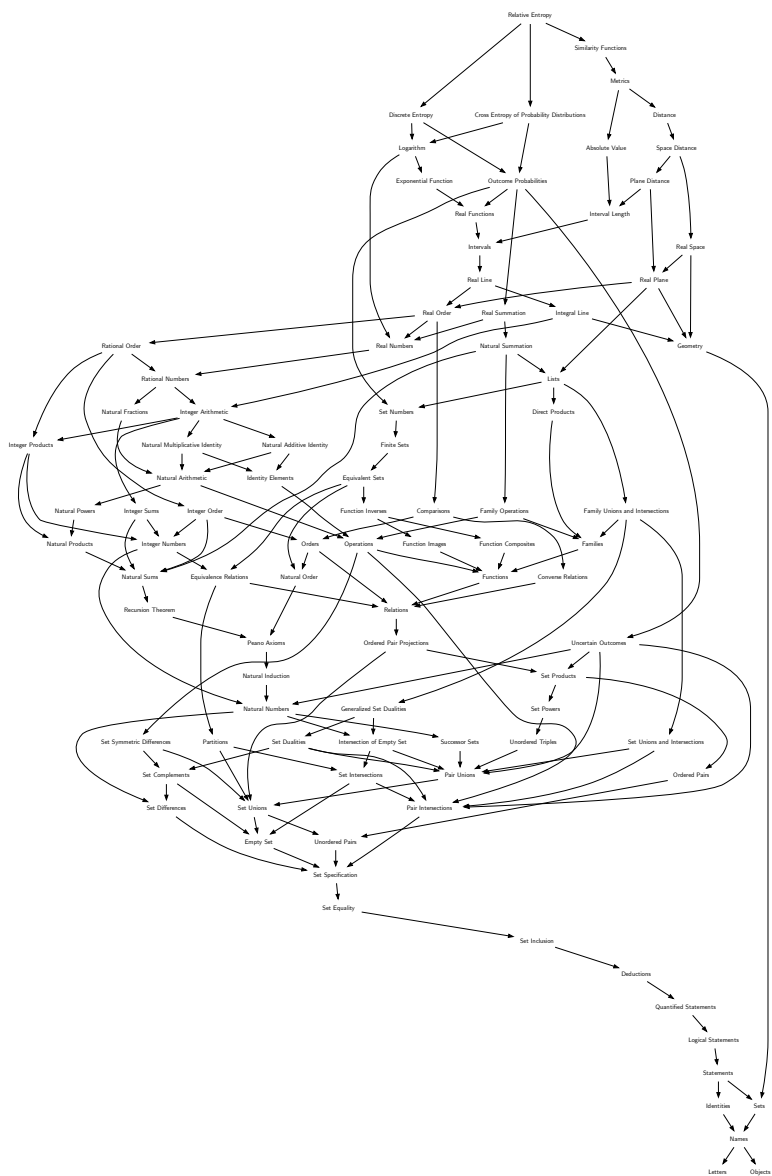 Relative Entropy
Similarity Functions
Metrics
Discrete Entropy
Cross Entropy of Probability Distributions
Distance
Logarithm
Absolute Value
Space Distance
Exponential Function
Outcome Probabilities
Plane Distance
Real Functions
Interval Length
Intervals
Real Space
Real Line
Real Plane
Real Order
Real Summation
Integral Line
Rational Order
Real Numbers
Natural Summation
Geometry
Rational Numbers
Lists
Natural Fractions
Integer Arithmetic
Set Numbers
Direct Products
Integer Products
Natural Multiplicative Identity
Natural Additive Identity
Finite Sets
Natural Arithmetic
Identity Elements
Equivalent Sets
Natural Powers
Integer Sums
Integer Order
Function Inverses
Comparisons
Family Operations
Family Unions and Intersections
Natural Products
Integer Numbers
Orders
Operations
Function Images
Function Composites
Families
Natural Sums
Equivalence Relations
Natural Order
Functions
Converse Relations
Recursion Theorem
Relations
Peano Axioms
Ordered Pair Projections
Uncertain Outcomes
Natural Induction
Set Products
Natural Numbers
Generalized Set Dualities
Set Powers
Set Symmetric Differences
Partitions
Set Dualities
Intersection of Empty Set
Successor Sets
Unordered Triples
Set Unions and Intersections
Set Complements
Set Intersections
Pair Unions
Ordered Pairs
Set Differences
Set Unions
Pair Intersections
Empty Set
Unordered Pairs
Set Specification
Set Equality
Set Inclusion
Deductions
Quantified Statements
Logical Statements
Statements
Identities
Sets
Names
Letters
Objects